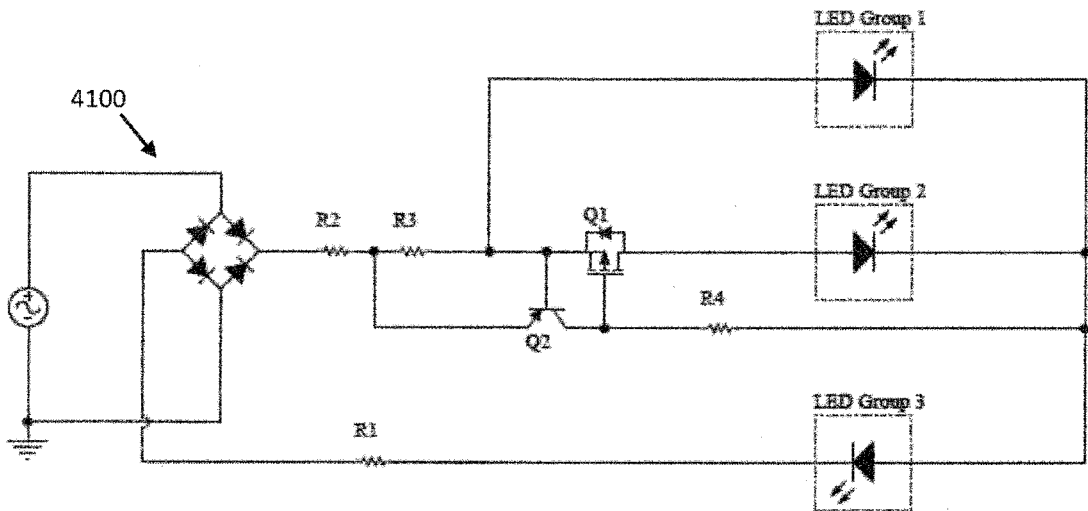 LED Group 1
4100
LED Group 2
R2
R3
Q1
R4
Q2
LED Group 3
R1